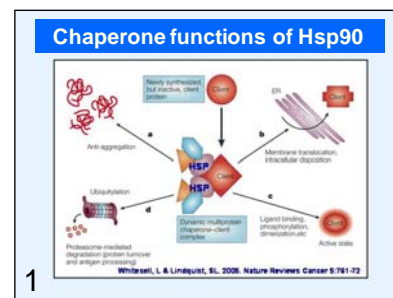 Chaperone functions of Hsp90
Newly synthesized,
but inactive, client
protein
Client
ER
Client
a
b
Anti-aggregation
Membrane translocation,
intracellular disposition
HSP
HSP
Client
Ubiquitylation
d
c
Dynamic multiprotein
chaperone–client
complex
Ligand binding,
phosphorylation,
dimerization, etc
Client
Active state
Proteasome-mediated
degradation (protein turnover
and antigen processing)
Whitesell, L & Lindquist, SL. 2005. Nature Reviews Cancer 5:761-72
1